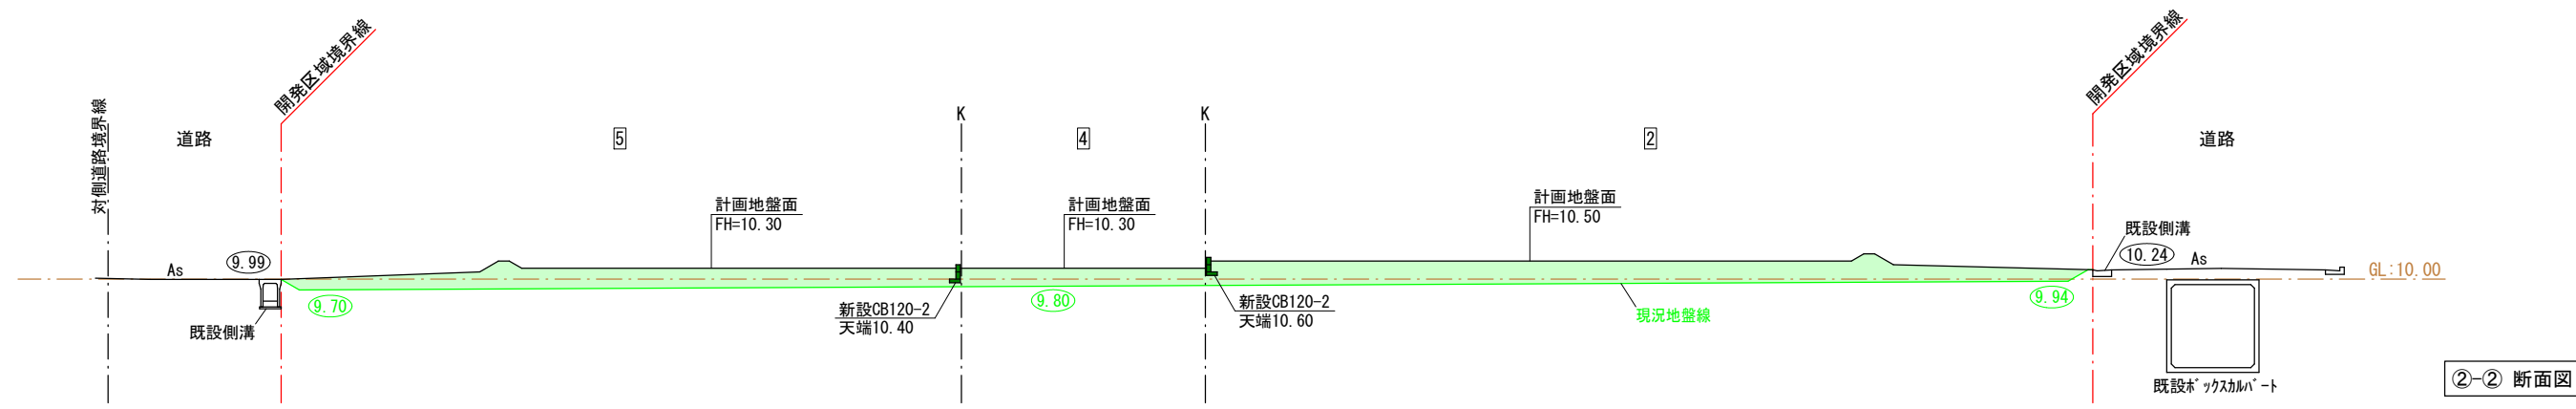 開発区域境界線
開発区域境界線
対側道路境界線
道路
5
K
4
K
2
道路
計画地盤面
FH=10.30
計画地盤面
FH=10.30
計画地盤面
FH=10.50
既設側溝
As
9.99
10.24
As
GL:10.00
9.70
9.80
9.94
既設側溝
新設CB120-2
天端10.40
新設CB120-2
天端10.60
現況地盤線
既設ボックスカルバート
②-② 断面図